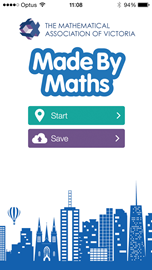 Optus
11:08
94%
THE MATHEMATICAL
ASSOCIATION OF VICTORIA
Made By
Maths
Start
Save